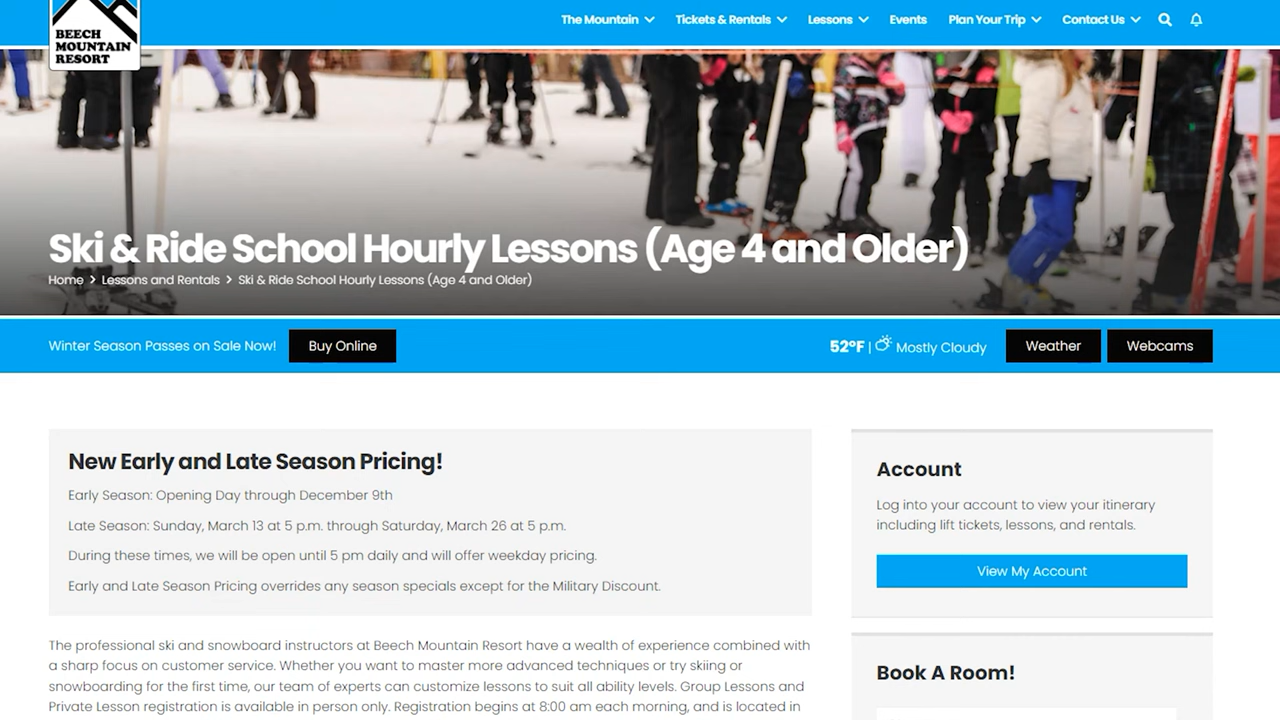 BEECH
MOUNTAIN
RESORT
The Mountain
Tickets & Rentals
Lessons
Events
Plan Your Trip
Contact Us
Ski & Ride School Hourly Lessons (Age 4 and Older)
Home > Lessons and Rentals > Ski & Ride School Hourly Lessons (Age 4 and Older)
Winter Season Passes on Sale Now!
Buy Online
52°F | Mostly Cloudy
Weather
Webcams
New Early and Late Season Pricing!
Early Season: Opening Day through December 9th
Late Season: Sunday, March 13 at 5 p.m. through Saturday, March 26 at 5 p.m.
During these times, we will be open until 5 pm daily and will offer weekday pricing.
Early and Late Season Pricing overrides any season specials except for the Military Discount.
The professional ski and snowboard instructors at Beech Mountain Resort have a wealth of experience combined with
a sharp focus on customer service. Whether you want to master more advanced techniques or try skiing or
snowboarding for the first time, our team of experts can customize lessons to suit all ability levels. Group Lessons and
Private Lesson registration is available in person only. Registration begins at 8:00 am each morning, and is located in
Account
Log into your account to view your itinerary
including lift tickets, lessons, and rentals.
View My Account
Book A Room!